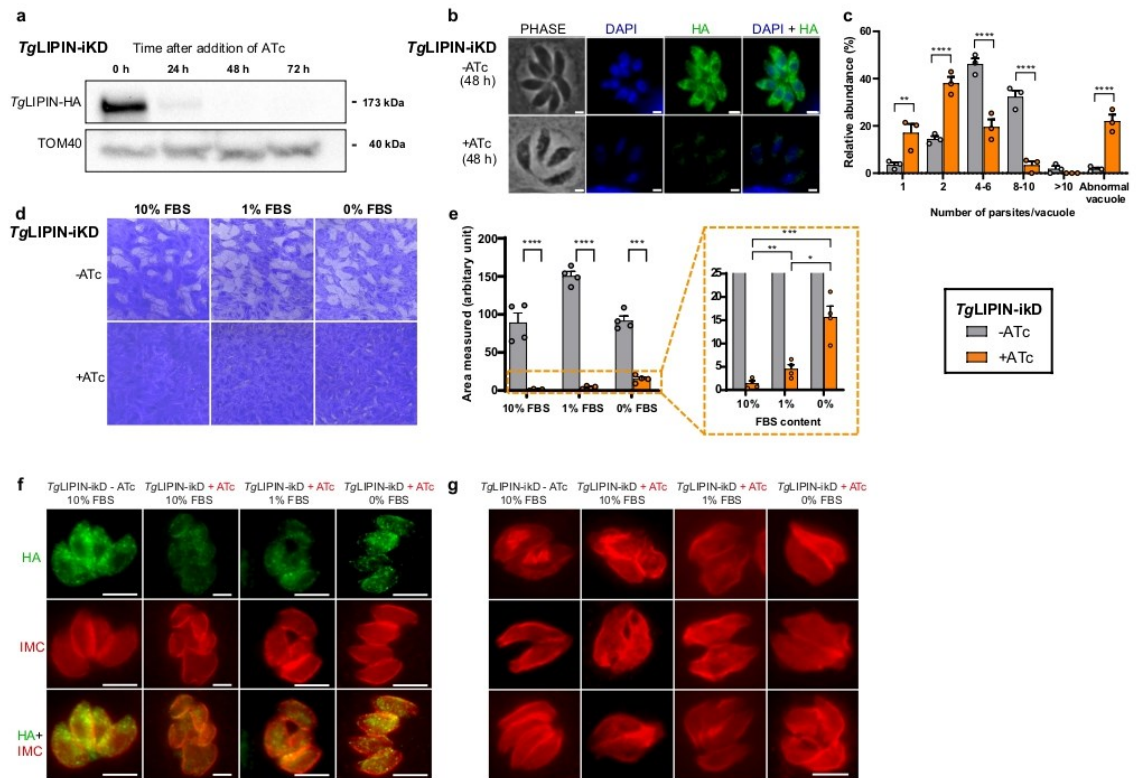 a
TgLIPIN-iKD
Time after addition of ATc
0 h 24 h 48 h 72 h
TgLIPIN-HA
- 173 kDa
TOM40
- 40 kDa
b
PHASE DAPI HA DAPI + HA
TgLIPIN-iKD
-ATc
(48 h)
+ATc
(48 h)
c
Relative abundance (%)
60
40
20
0
** **** **** **** ****
1 2 4-6 8-10 >10 Abnormal
vacuole
Number of parsites/vacuole
d
10% FBS 1% FBS 0% FBS
TgLIPIN-iKD
-ATc
+ATc
e
Area measured (arbitary unit)
200
150
100
50
0
**** **** ***
10% FBS 1% FBS 0% FBS
***
** *
25
20
15
10
5
0
10% 1% 0%
FBS content
TgLIPIN-ikD
-ATc
+ATc
f
TgLIPIN-ikD - ATc TgLIPIN-ikD + ATc TgLIPIN-ikD + ATc TgLIPIN-ikD + ATc
10% FBS 10% FBS 1% FBS 0% FBS
HA
IMC
HA+
IMC
g
TgLIPIN-ikD - ATc TgLIPIN-ikD + ATc TgLIPIN-ikD + ATc TgLIPIN-ikD + ATc
10% FBS 10% FBS 1% FBS 0% FBS